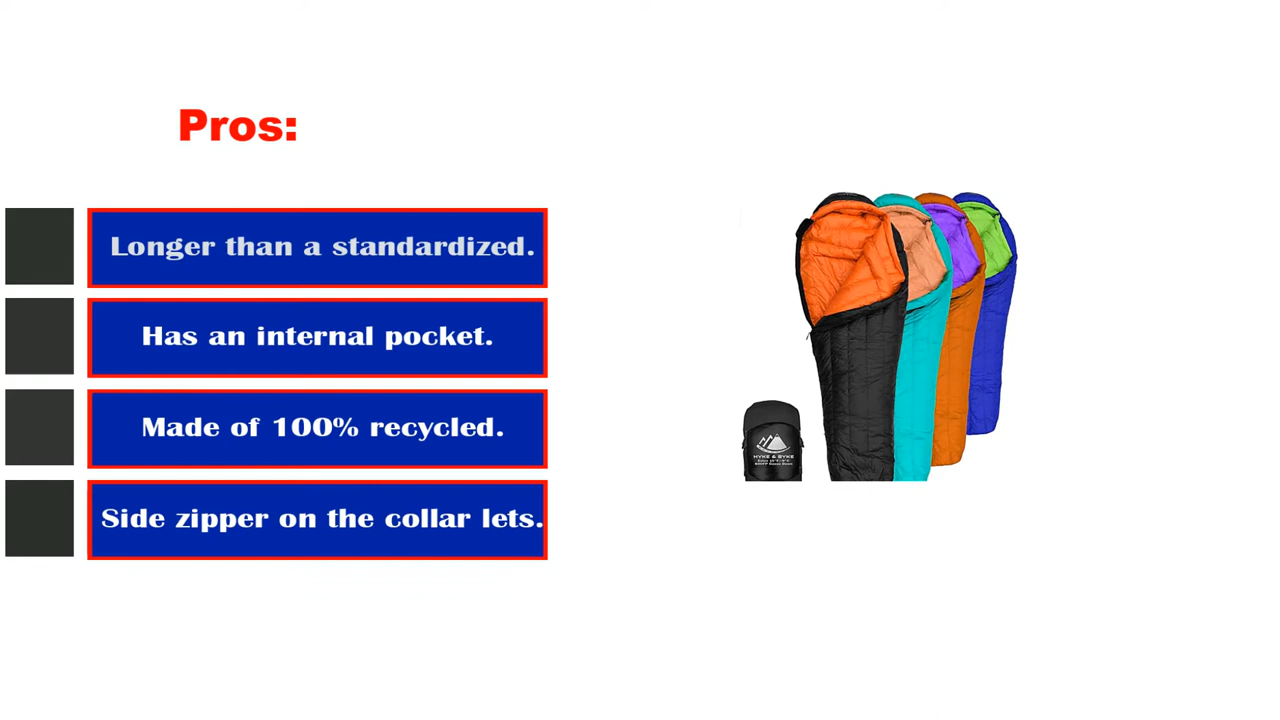 Pros:
Longer than a standardized.
Has an internal pocket.
Made of 100% recycled.
Side zipper on the collar lets.
HYKE & BYKE